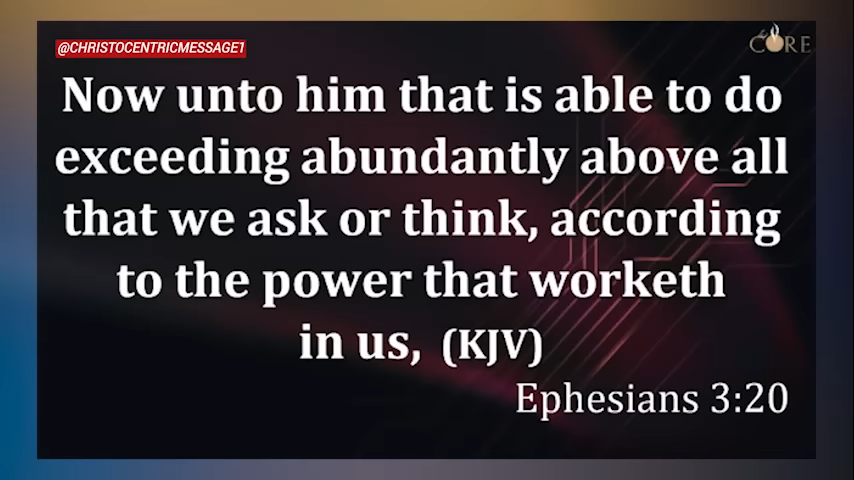 @CHRISTOCENTRICMESSAGE1
CORE
Now unto him that is able to do
exceeding abundantly above all
that we ask or think, according
to the power that worketh
in us, (KJV)
Ephesians 3:20